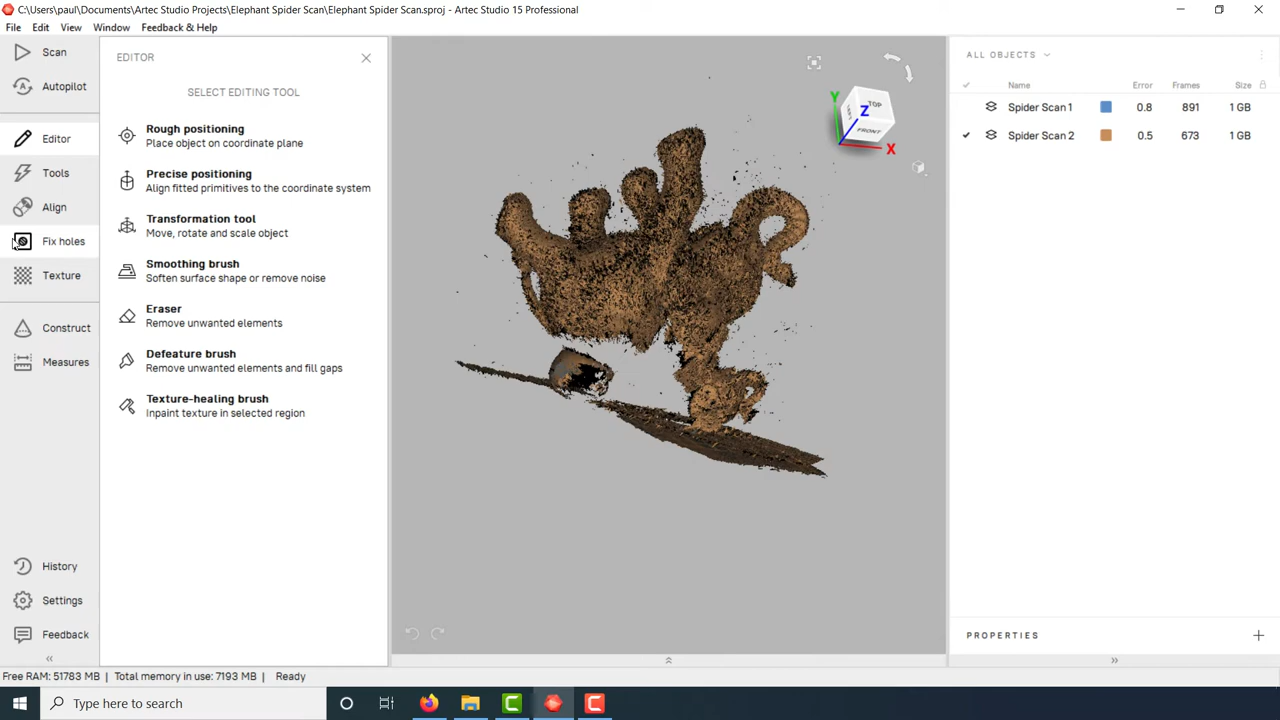 C:\Users\paul\Documents\Artec Studio Projects\Elephant Spider Scan\Elephant Spider Scan.sproj - Artec Studio 15 Professional
File Edit View Window Feedback & Help
Scan
Autopilot
Editor
Tools
Align
Fix holes
Texture
Construct
Measures
History
Settings
Feedback
«
EDITOR
SELECT EDITING TOOL
Rough positioning
Place object on coordinate plane
Precise positioning
Align fitted primitives to the coordinate system
Transformation tool
Move, rotate and scale object
Smoothing brush
Soften surface shape or remove noise
Eraser
Remove unwanted elements
Defeature brush
Remove unwanted elements and fill gaps
Texture-healing brush
Inpaint texture in selected region
Y
Z
X
TOP
LEFT
FRONT
ALL OBJECTS
Name Error Frames Size
Spider Scan 1 0.8 891 1 GB
Spider Scan 2 0.5 673 1 GB
PROPERTIES
»
Free RAM: 51783 MB | Total memory in use: 7193 MB | Ready
Type here to search